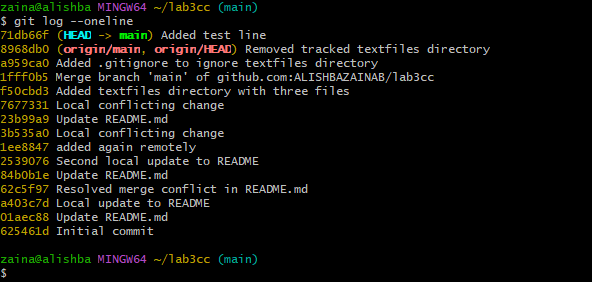 zaina@alishba MINGW64 ~/lab3cc (main)
$ git log --oneline
71db66f (HEAD -> main) Added test line
8968db0 (origin/main, origin/HEAD) Removed tracked textfiles directory
a959ca0 Added .gitignore to ignore textfiles directory
1fff0b5 Merge branch 'main' of github.com:ALISHBAZAINAB/lab3cc
f50cbd3 Added textfiles directory with three files
7677331 Local conflicting change
23b99a9 Update README.md
3b535a0 Local conflicting change
1ee8847 added again remotely
2539076 Second local update to README
84b0b1e Update README.md
62c5f97 Resolved merge conflict in README.md
a403c7d Local update to README
01aec88 Update README.md
625461d Initial commit
zaina@alishba MINGW64 ~/lab3cc (main)
$